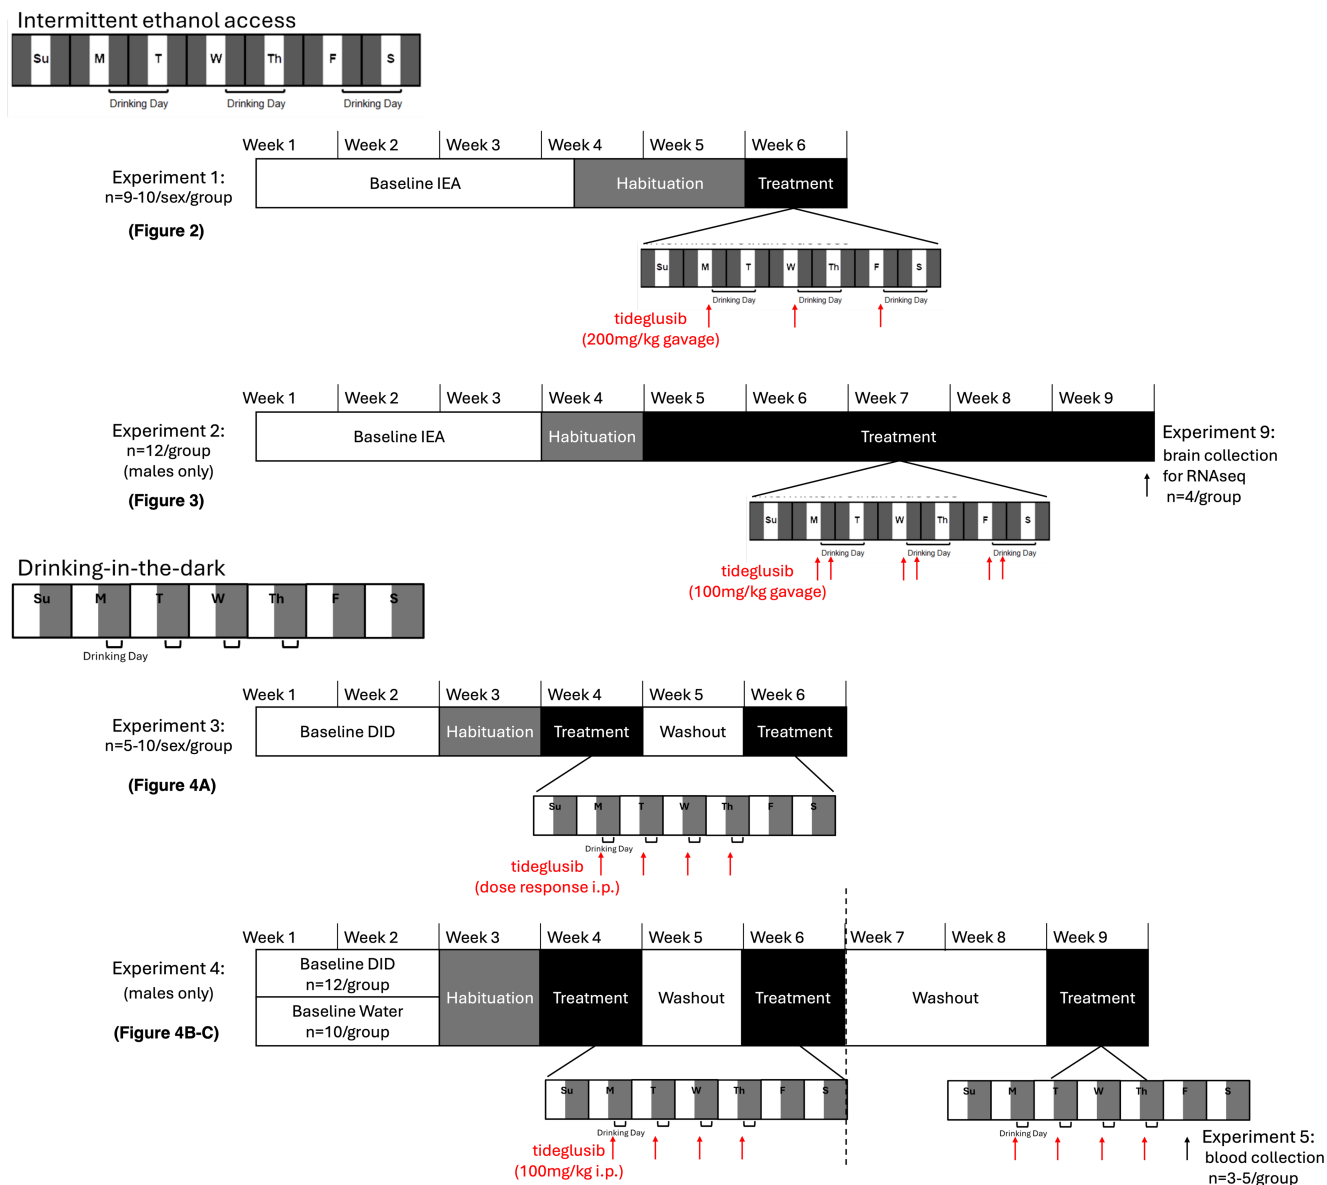 Intermittent ethanol access
Su M T W Th F S
Drinking Day Drinking Day Drinking Day
Week 1 Week 2 Week 3 Week 4 Week 5 Week 6
Experiment 1:
n=9-10/sex/group
(Figure 2)
Baseline IEA Habituation Treatment
Su M T W Th F S
Drinking Day Drinking Day Drinking Day
tideglusib
(200mg/kg gavage)
Week 1 Week 2 Week 3 Week 4 Week 5 Week 6 Week 7 Week 8 Week 9
Experiment 2:
n=12/group
(males only)
(Figure 3)
Baseline IEA Habituation Treatment
Experiment 9:
brain collection
for RNAseq
n=4/group
Su M T W Th F S
Drinking Day Drinking Day Drinking Day
tideglusib
(100mg/kg gavage)
Drinking-in-the-dark
Su M T W Th F S
Drinking Day
Week 1 Week 2 Week 3 Week 4 Week 5 Week 6
Experiment 3:
n=5-10/sex/group
(Figure 4A)
Baseline DID Habituation Treatment Washout Treatment
Su M T W Th F S
Drinking Day
tideglusib
(dose response i.p.)
Week 1 Week 2 Week 3 Week 4 Week 5 Week 6 Week 7 Week 8 Week 9
Experiment 4:
(males only)
(Figure 4B-C)
Baseline DID
n=12/group
Baseline Water
n=10/group
Habituation Treatment Washout Treatment Washout Treatment
Su M T W Th F S
Drinking Day
tideglusib
(100mg/kg i.p.)
Su M T W Th F S
Drinking Day
Experiment 5:
blood collection
n=3-5/group